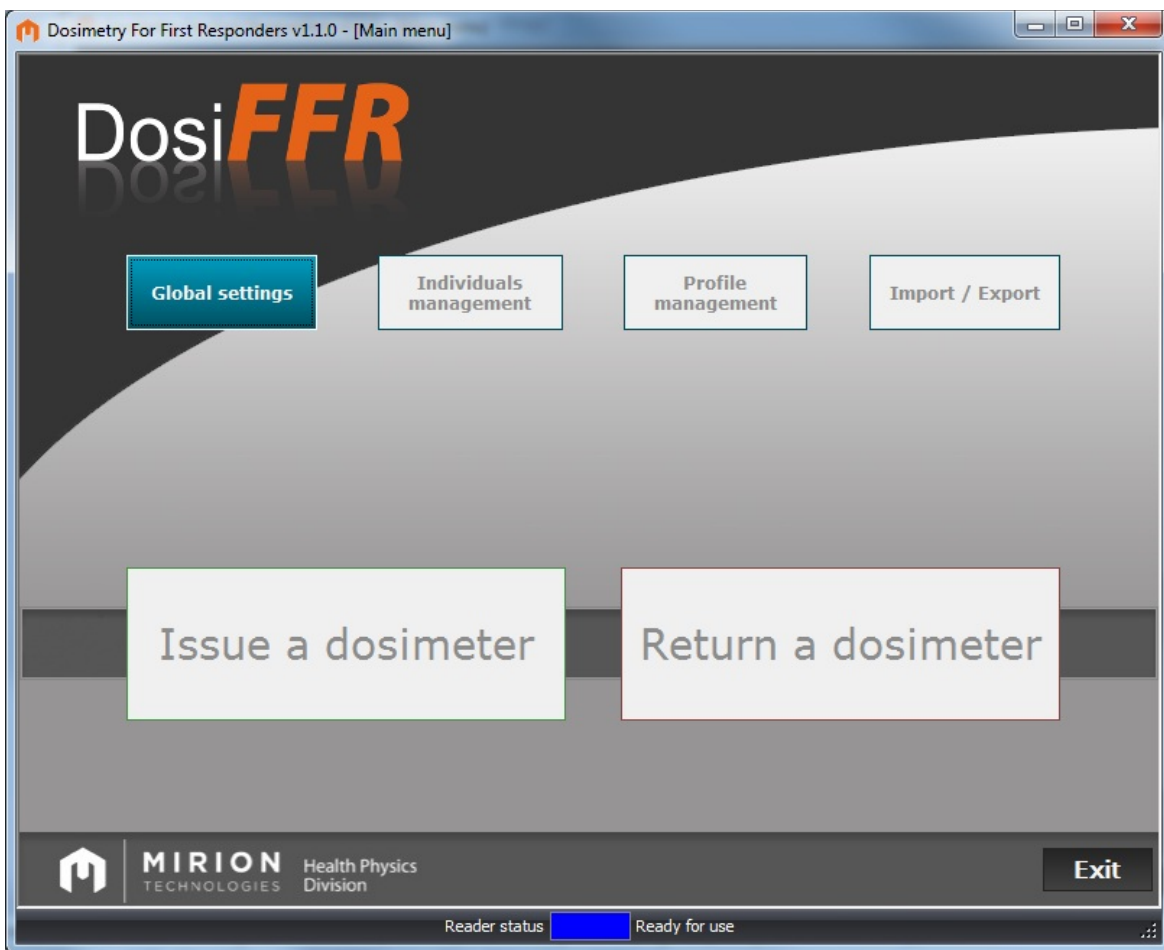 Dosimetry For First Responders v1.1.0 - [Main menu]
DosiFFR
Global settings
Individuals
management
Profile
management
Import / Export
Issue a dosimeter
Return a dosimeter
MIRION
TECHNOLOGIES
Health Physics
Division
Exit
Reader status
Ready for use